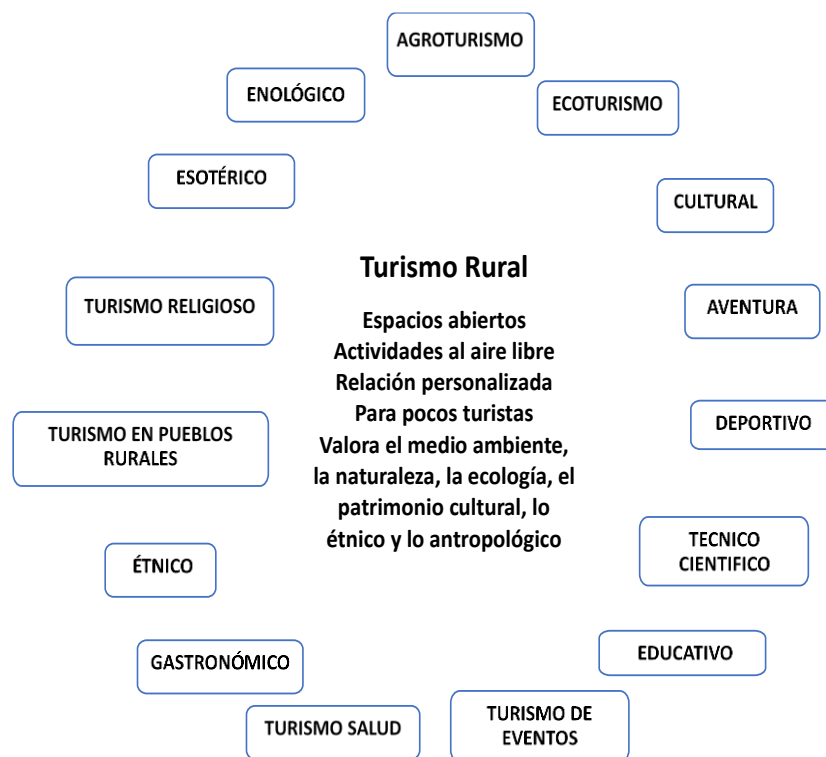 AGROTURISMO
ENOLÓGICO
ECOTURISMO
ESOTÉRICO
CULTURAL
Turismo Rural
TURISMO RELIGIOSO
AVENTURA
Espacios abiertos
Actividades al aire libre
Relación personalizada
Para pocos turistas
Valora el medio ambiente,
la naturaleza, la ecología, el
patrimonio cultural, lo
étnico y lo antropológico
TURISMO EN PUEBLOS
RURALES
DEPORTIVO
TECNICO
CIENTIFICO
ÉTNICO
EDUCATIVO
GASTRONÓMICO
TURISMO DE
EVENTOS
TURISMO SALUD